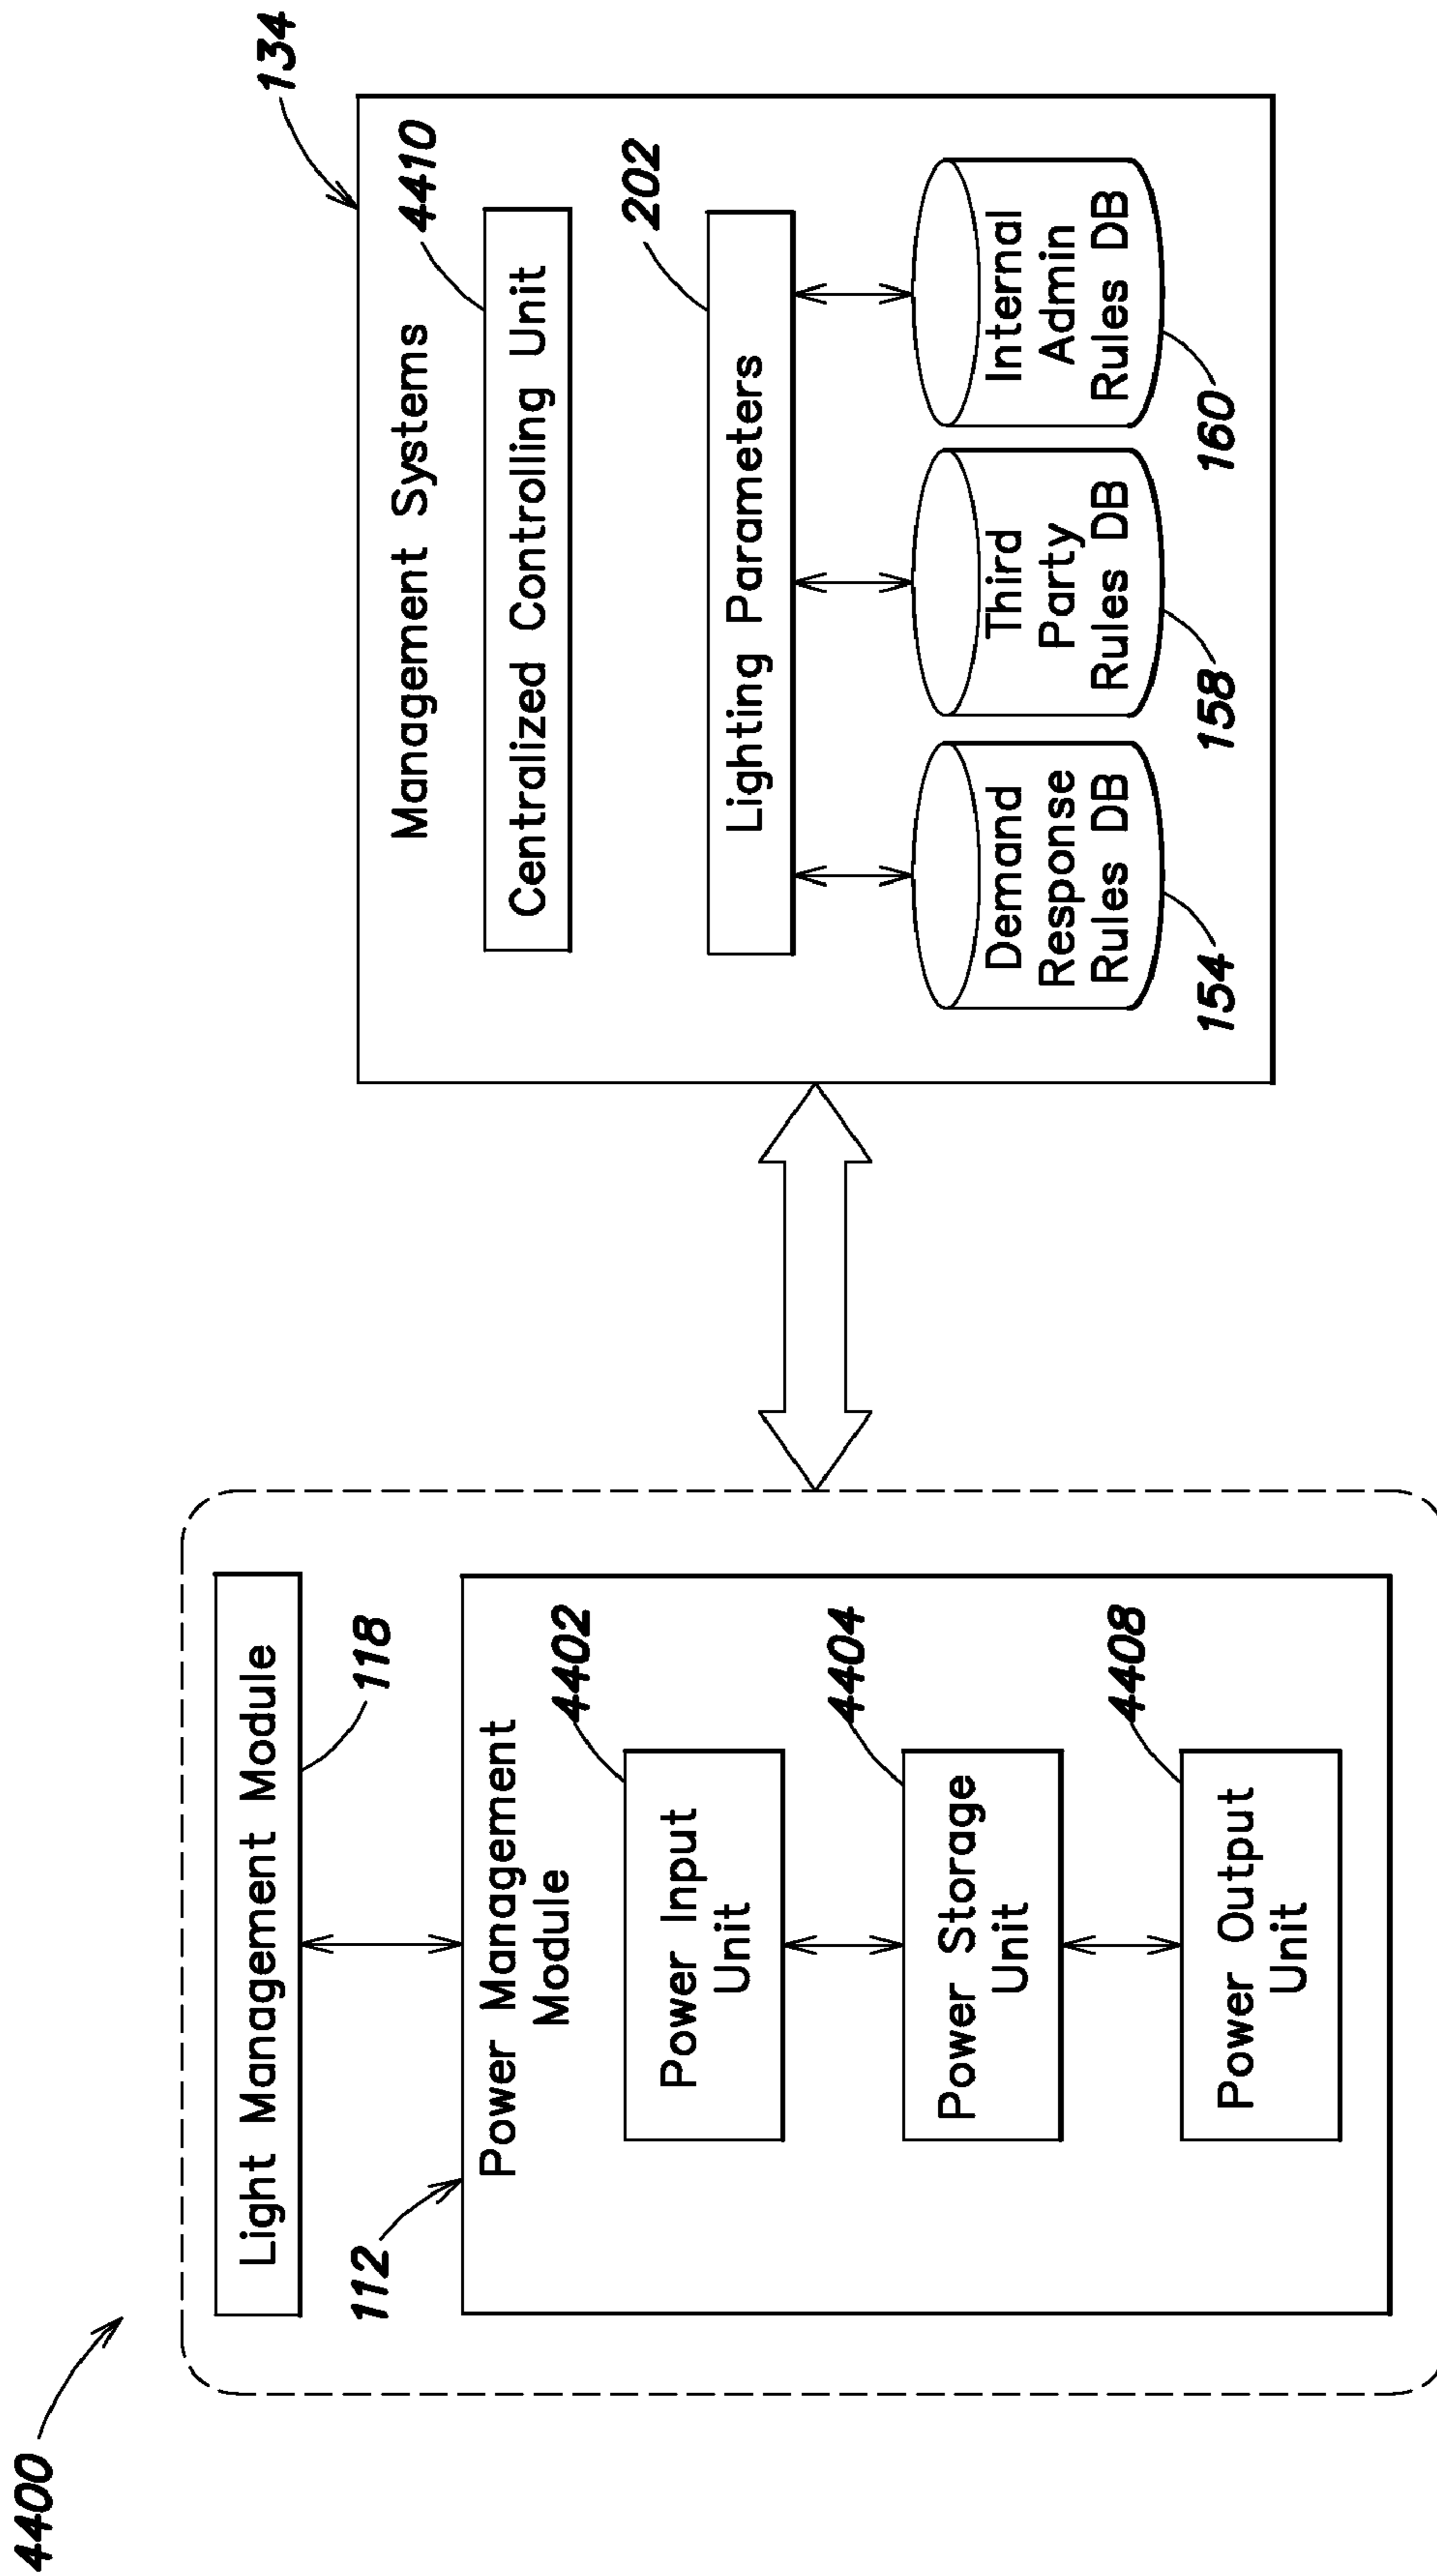 4400
Light Management Module
118
112
Power Management
Module
4402
Power Input
Unit
4404
Power Storage
Unit
4408
Power Output
Unit
134
Management Systems
4410
Centralized Controlling Unit
202
Lighting Parameters
Demand
Response
Rules DB
154
Third
Party
Rules DB
158
Internal
Admin
Rules DB
160